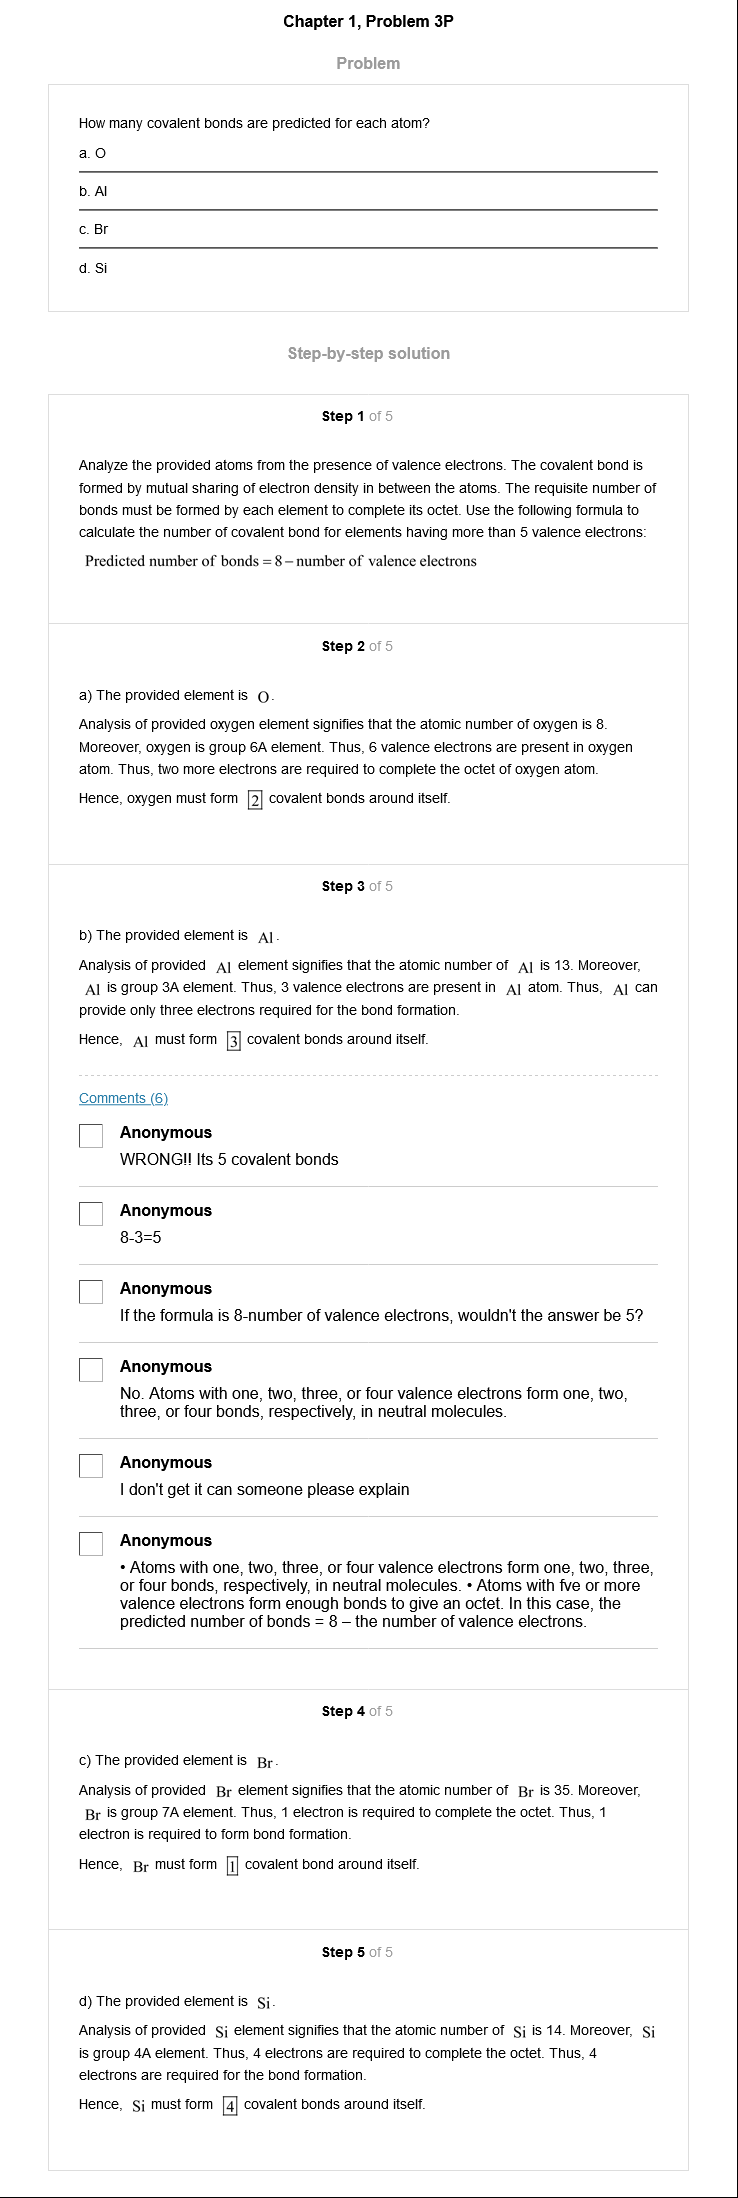 Chapter 1, Problem 3P
Problem
How many covalent bonds are predicted for each atom?
a. O
b. Al
c. Br
d. Si
Step-by-step solution
Step 1 of 5
Analyze the provided atoms from the presence of valence electrons. The covalent bond is
formed by mutual sharing of electron density in between the atoms. The requisite number of
bonds must be formed by each element to complete its octet. Use the following formula to
calculate the number of covalent bond for elements having more than 5 valence electrons:
Predicted number of bonds = 8 – number of valence electrons
Step 2 of 5
a) The provided element is O.
Analysis of provided oxygen element signifies that the atomic number of oxygen is 8.
Moreover, oxygen is group 6A element. Thus, 6 valence electrons are present in oxygen
atom. Thus, two more electrons are required to complete the octet of oxygen atom.
Hence, oxygen must form 2 covalent bonds around itself.
Step 3 of 5
b) The provided element is Al.
Analysis of provided Al element signifies that the atomic number of Al is 13. Moreover,
Al is group 3A element. Thus, 3 valence electrons are present in Al atom. Thus, Al can
provide only three electrons required for the bond formation.
Hence, Al must form 3 covalent bonds around itself.
Comments (6)
Anonymous
WRONG!! Its 5 covalent bonds
Anonymous
8-3=5
Anonymous
If the formula is 8-number of valence electrons, wouldn't the answer be 5?
Anonymous
No. Atoms with one, two, three, or four valence electrons form one, two,
three, or four bonds, respectively, in neutral molecules.
Anonymous
I don't get it can someone please explain
Anonymous
• Atoms with one, two, three, or four valence electrons form one, two, three,
or four bonds, respectively, in neutral molecules. • Atoms with fve or more
valence electrons form enough bonds to give an octet. In this case, the
predicted number of bonds = 8 – the number of valence electrons.
Step 4 of 5
c) The provided element is Br.
Analysis of provided Br element signifies that the atomic number of Br is 35. Moreover,
Br is group 7A element. Thus, 1 electron is required to complete the octet. Thus, 1
electron is required to form bond formation.
Hence, Br must form 1 covalent bond around itself.
Step 5 of 5
d) The provided element is Si.
Analysis of provided Si element signifies that the atomic number of Si is 14. Moreover, Si
is group 4A element. Thus, 4 electrons are required to complete the octet. Thus, 4
electrons are required for the bond formation.
Hence, Si must form 4 covalent bonds around itself.